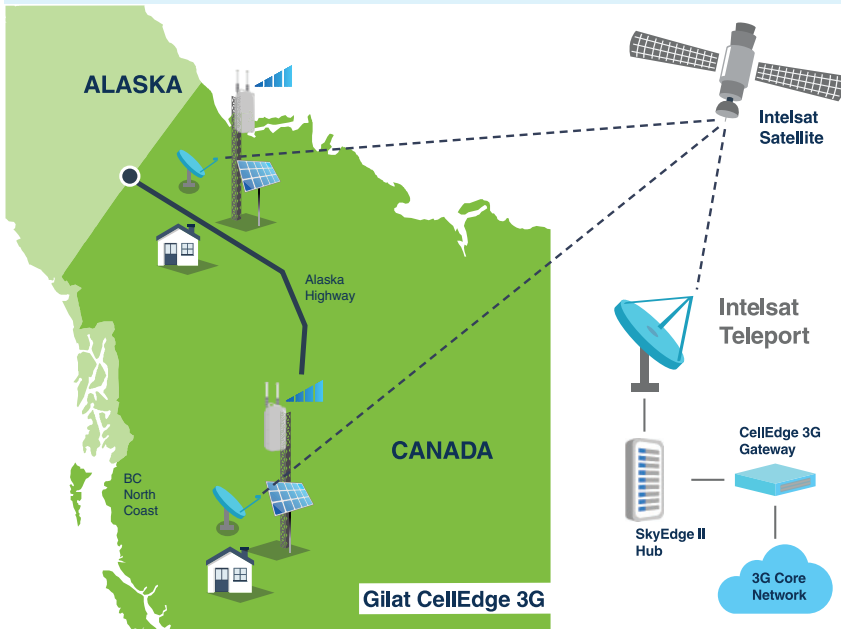 ALASKA
Intelsat
Satellite
Alaska
Highway
Intelsat
Teleport
CANADA
CellEdge 3G
Gateway
BC
North
Coast
SkyEdge II
Hub
3G Core
Network
Gilat CellEdge 3G